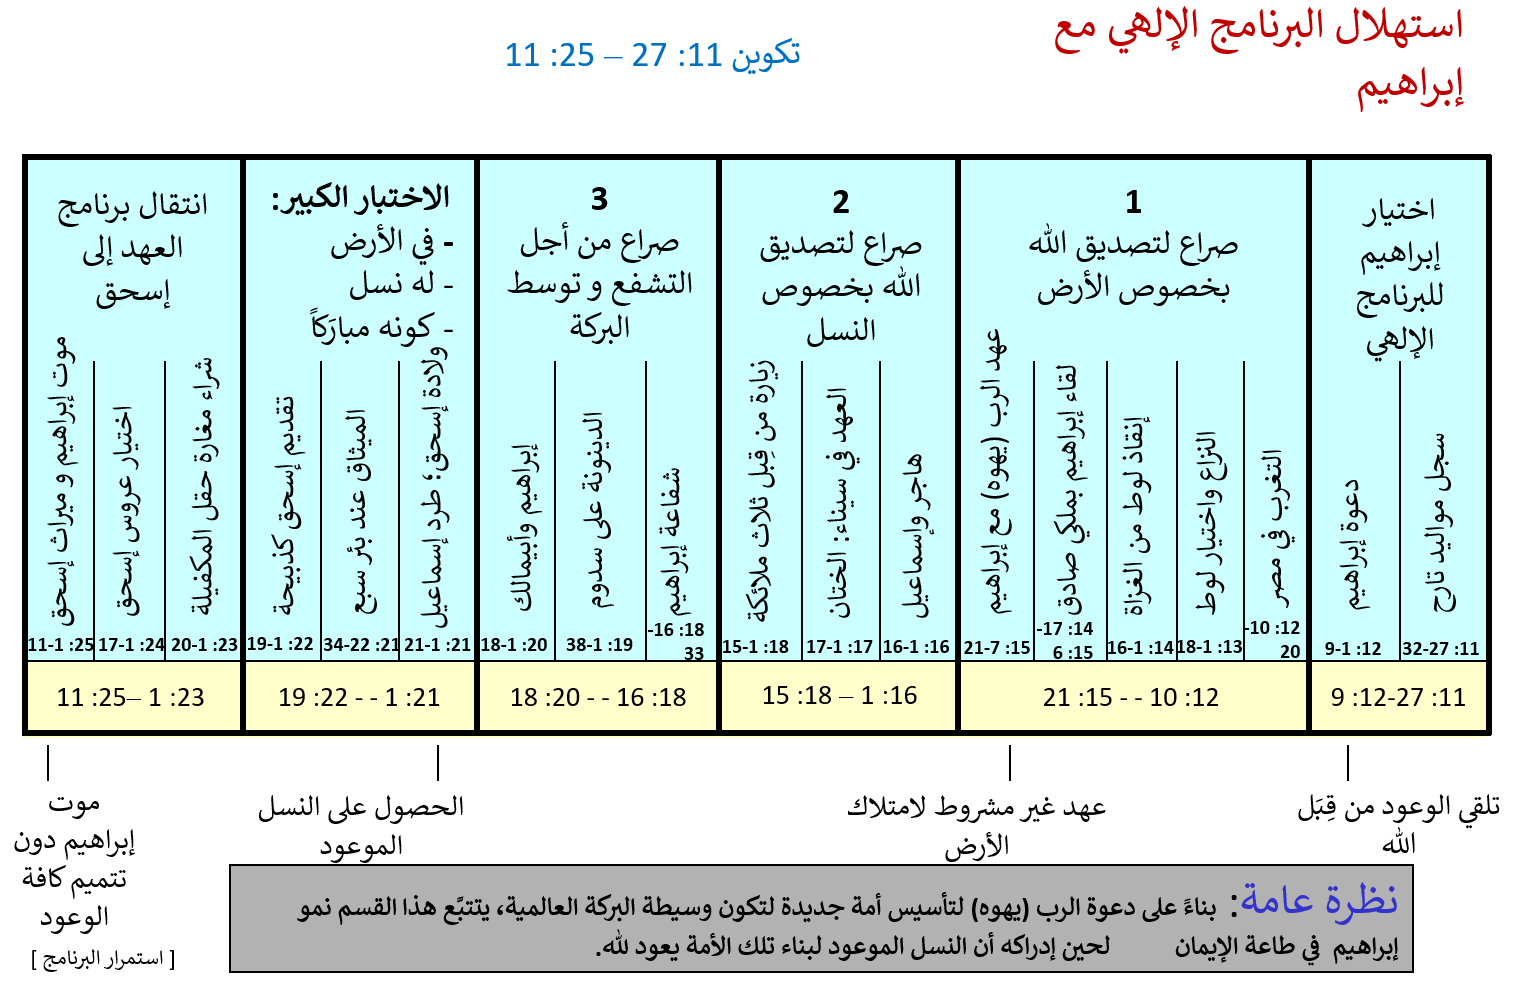 استهلال البرنامج الإلهي مع
إبراهيم
تكوين 11: 27 – 25: 11
اختيار
إبراهيم
للبرنامج
الإلهي
سجل مواليد تارح
11: 27-32
دعوة إبراهيم
12: 1-9
11: 27-12: 9
1
صراع لتصديق الله
بخصوص الأرض
التغرب في مصر
12: 10-
20
النزاع واختيار لوط
13: 1-18
إنقاذ لوط من الغزاة
14: 1-16
لقاء إبراهيم بملكي صادق
14: 17-
15: 6
عهد الرب (يهوه) مع إبراهيم
15: 7-21
12: 10 - - 15: 21
2
صراع لتصديق
الله بخصوص
النسل
هاجر وإسماعيل
16: 1-16
العهد في سيناء: الختان
17: 1-17
زيارة مِن قِبل ثلاث ملائكة
18: 1-15
16: 1 – 18: 15
3
صراع من أجل
التشفع و توسط
البركة
شفاعة إبراهيم
18: 16-
33
الدينونة على سدوم
19: 1-38
إبراهيم وأبيمالك
20: 1-18
18: 16 - - 20: 18
الاختبار الكبير:
- في الأرض
- له نسل
- كونه مبارَكاً
ولادة إسحق؛ طرد إسماعيل
21: 1-21
الميثاق عند بئر سبع
21: 22-34
تقديم إسحق كذبيحة
22: 1-19
21: 1 - - 22: 19
انتقال برنامج
العهد إلى
إسحق
شراء مغارة حقل المكفيلة
23: 1-20
اختيار عروس إسحق
24: 1-17
موت إبراهيم و ميراث إسحق
25: 1-11
23: 1 –25: 11
تلقي الوعود من قِبَل
الله
عهد غير مشروط لامتلاك
الأرض
الحصول على النسل
الموعود
موت
إبراهيم دون
تتميم كافة
الوعود
[ استمرار البرنامج ]
نظرة عامة: بناءً على دعوة الرب (يهوه) لتأسيس أمة جديدة لتكون وسيطة البركة العالمية، يتتبَّع هذا القسم نمو
إبراهيم في طاعة الإيمان لحين إدراكه أن النسل الموعود لبناء تلك الأمة يعود لله.